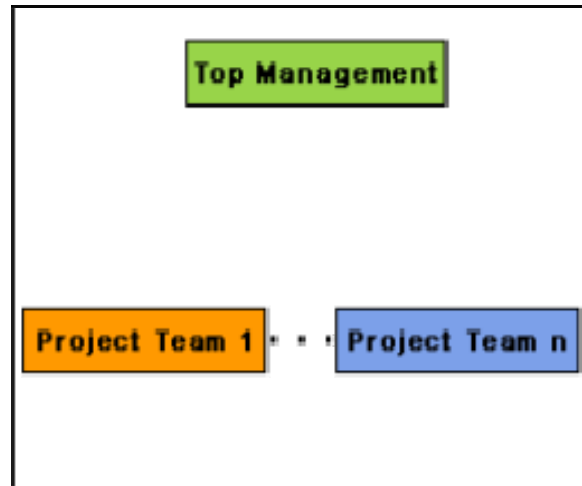 Top Management
Project Team 1 . . . Project Team n